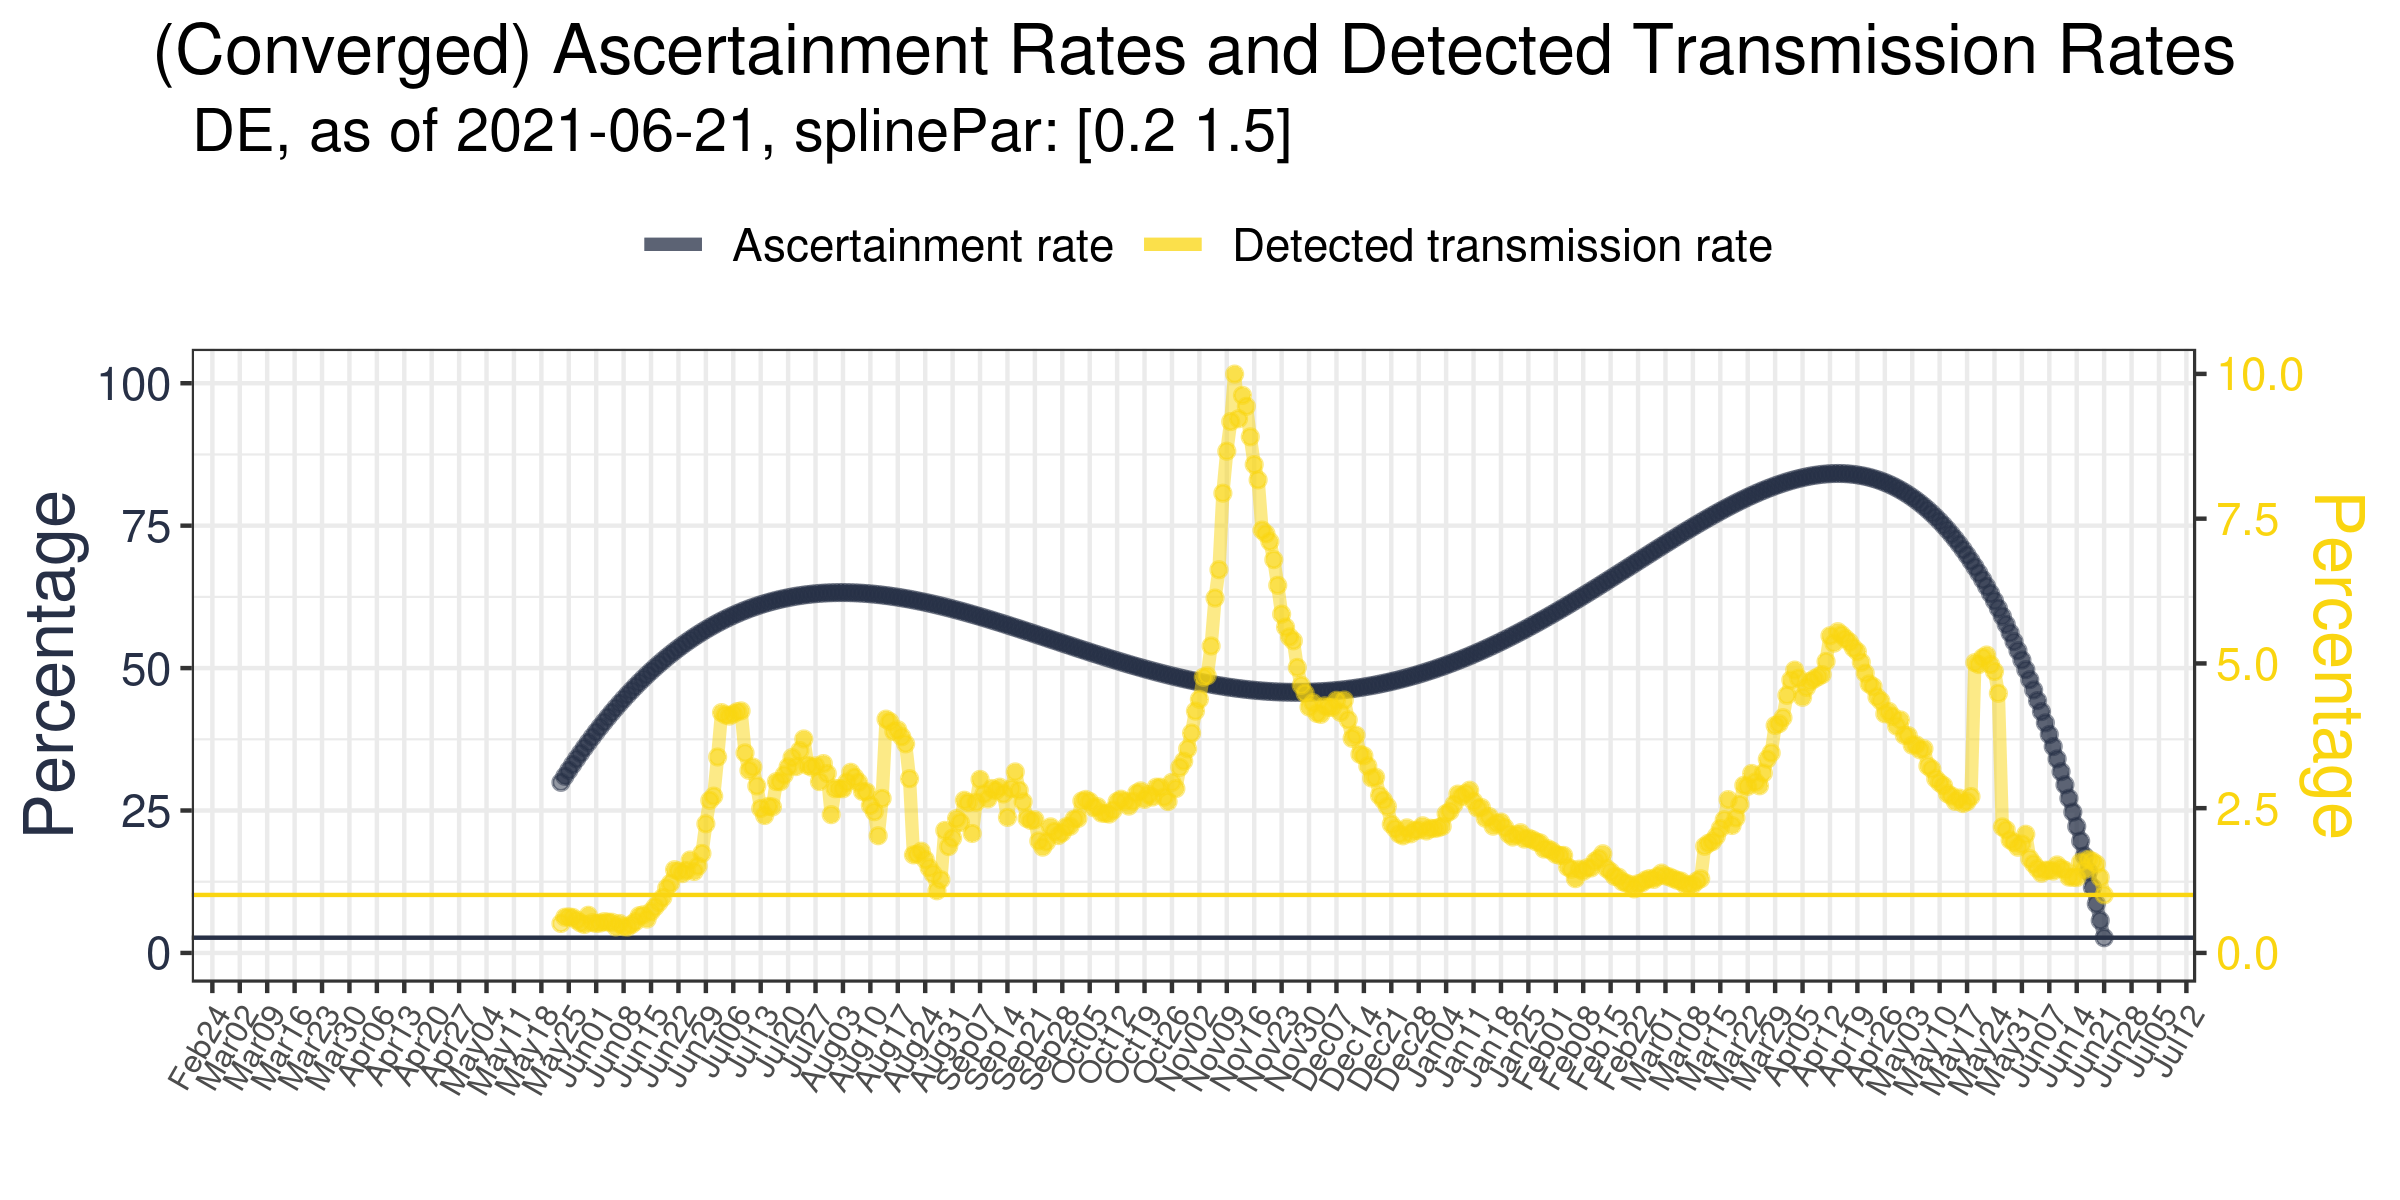 (Converged) Ascertainment Rates and Detected Transmission Rates
DE, as of 2021-06-21, splinePar: [0.2 1.5]
Ascertainment rate
Detected transmission rate
Percentage
100
75
50
25
0
10.0
7.5
5.0
2.5
0.0
Percentage
Feb24
Mar02
Mar09
Mar16
Mar23
Mar30
Apr06
Apr13
Apr20
Apr27
May04
May11
May18
May25
Jun01
Jun08
Jun15
Jun22
Jun29
Jul06
Jul13
Jul20
Jul27
Aug03
Aug10
Aug17
Aug24
Aug31
Sep07
Sep14
Sep21
Sep28
Oct05
Oct12
Oct19
Oct26
Nov02
Nov09
Nov16
Nov23
Nov30
Dec07
Dec14
Dec21
Dec28
Jan04
Jan11
Jan18
Jan25
Feb01
Feb08
Feb15
Feb22
Mar01
Mar08
Mar15
Mar22
Mar29
Apr05
Apr12
Apr19
Apr26
May03
May10
May17
May24
May31
Jun07
Jun14
Jun21
Jun28
Jul05
Jul12